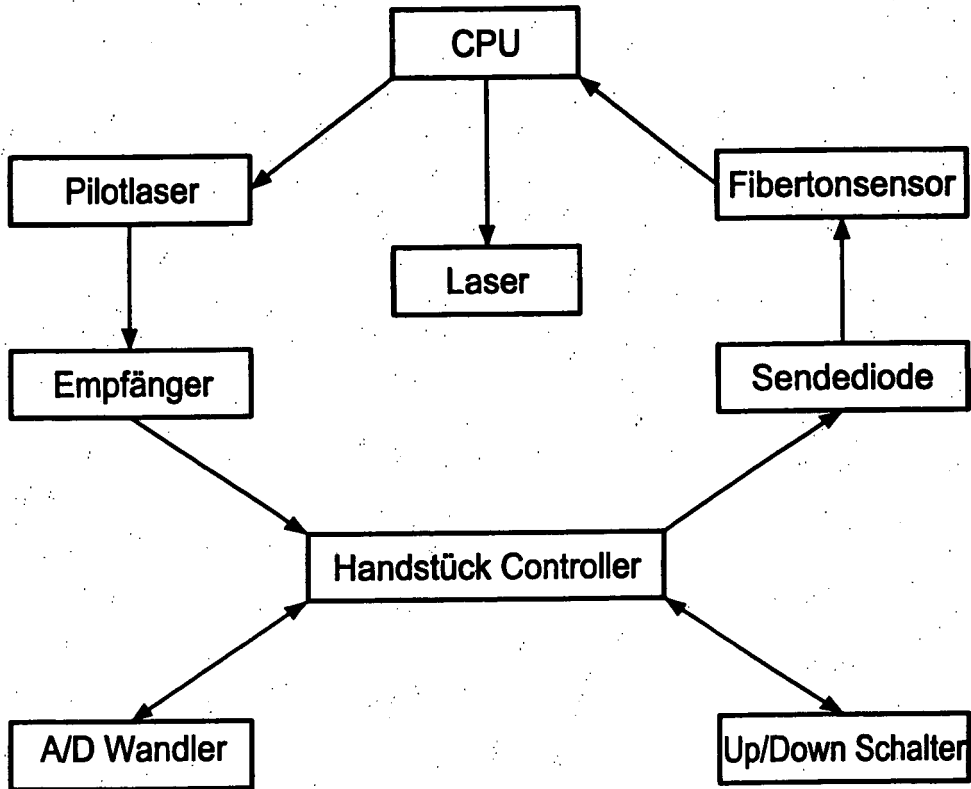 CPU
Pilotlaser
Fibertonsensor
Laser
Empfänger
Sendediode
Handstück Controller
A/D Wandler
Up/Down Schalter